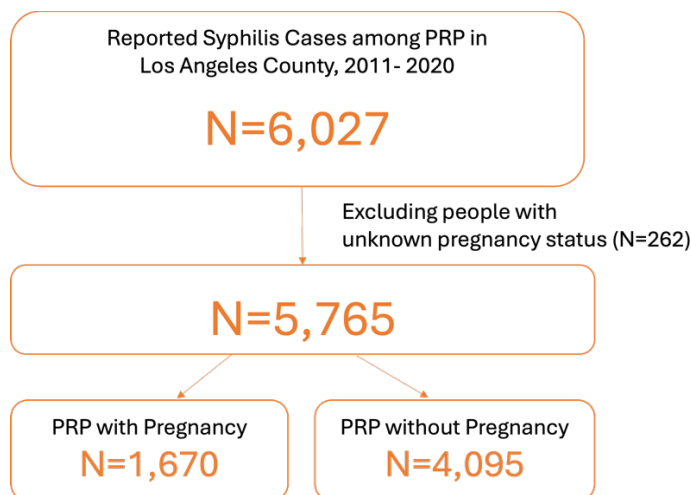 Reported Syphilis Cases among PRP in
Los Angeles County, 2011- 2020
N=6,027
Excluding people with
unknown pregnancy status (N=262)
N=5,765
PRP with Pregnancy
N=1,670
PRP without Pregnancy
N=4,095